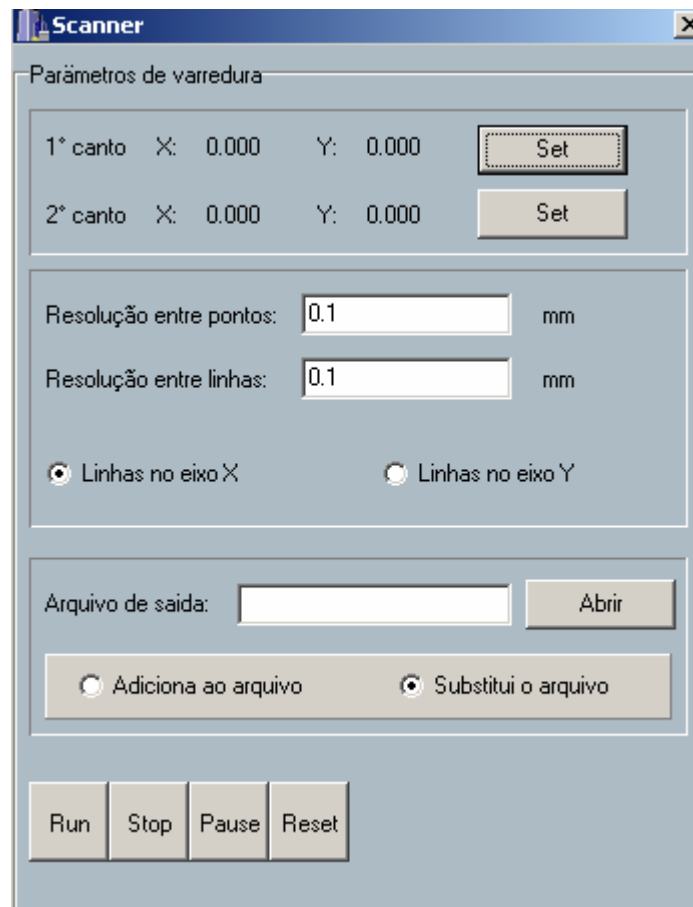 Scanner
Parämetros de varredura
1° canto X: 0.000 Y: 0.000 Set
2° canto X: 0.000 Y: 0.000 Set
Resolução entre pontos: 0.1 mm
Resolução entre linhas: 0.1 mm
Linhas no eixo X Linhas no eixo Y
Arquivo de saida: Abrir
Adiciona ao arquivo Substitui o arquivo
Run Stop Pause Reset